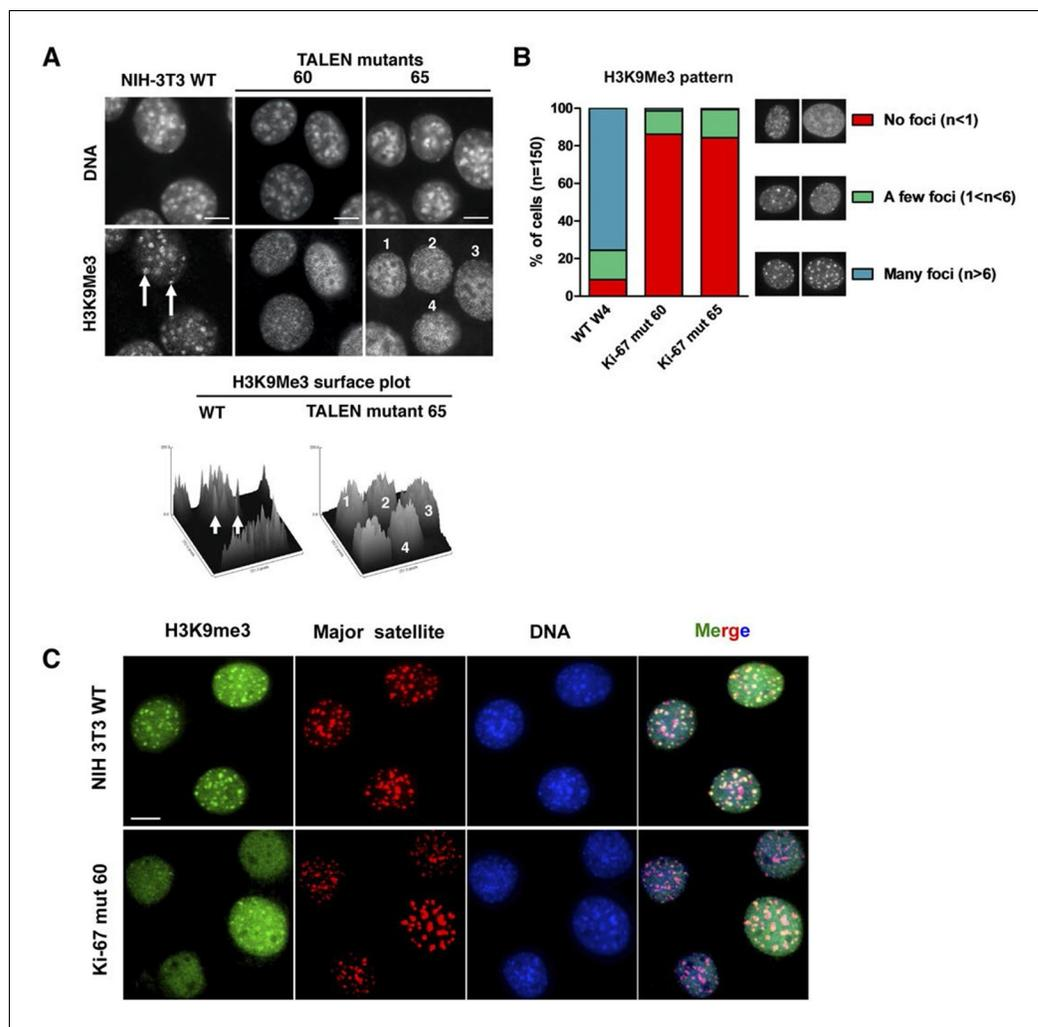 A
TALEN mutants
NIH-3T3 WT
60
65
DNA
H3K9Me3
1
2
3
4
H3K9Me3 surface plot
WT
TALEN mutant 65
1
2
3
4
B
H3K9Me3 pattern
% of cells (n=150)
100
80
60
40
20
0
WT W4
Ki-67 mut 60
Ki-67 mut 65
No foci (n<1)
A few foci (1<n<6)
Many foci (n>6)
C
H3K9me3
Major satellite
DNA
Merge
NIH 3T3 WT
Ki-67 mut 60